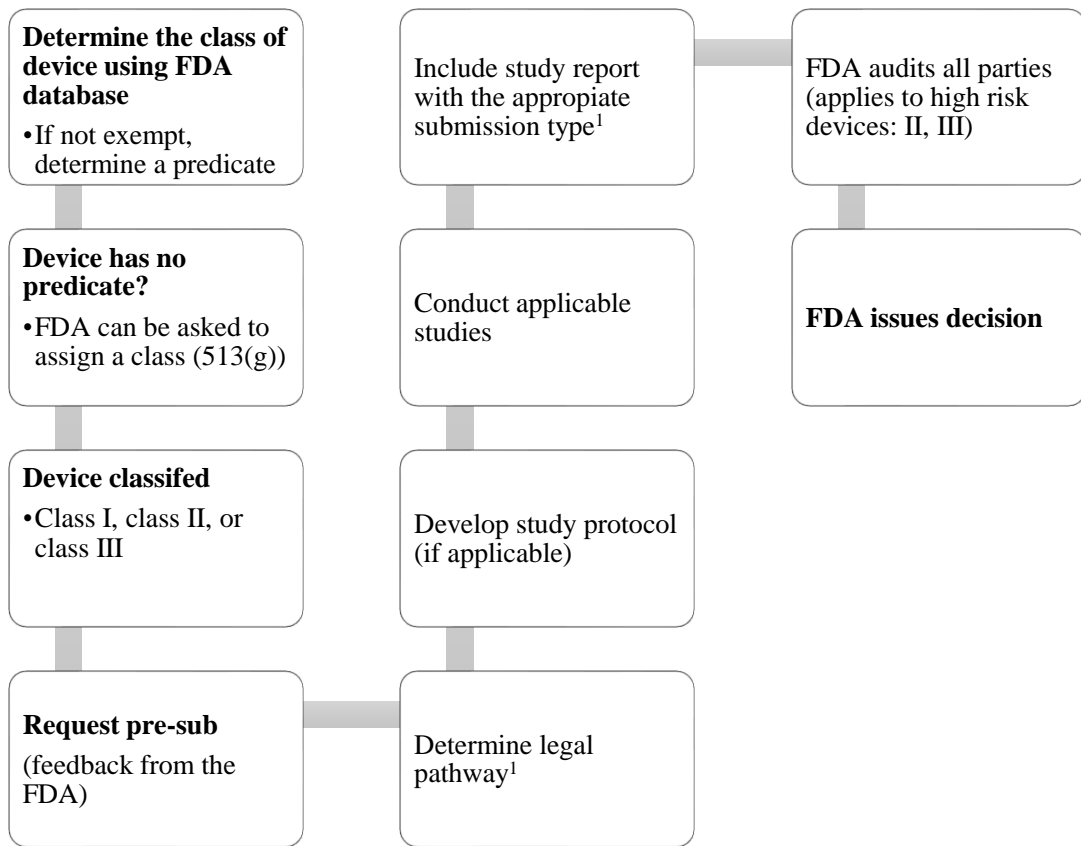 Determine the class of
device using FDA
database
•If not exempt,
determine a predicate
Device has no
predicate?
•FDA can be asked to
assign a class (513(g))
Device classifed
•Class I, class II, or
class III
Request pre-sub
(feedback from the
FDA)
Determine legal
pathway¹
Develop study protocol
(if applicable)
Conduct applicable
studies
Include study report
with the appropiate
submission type¹
FDA audits all parties
(applies to high risk
devices: II, III)
FDA issues decision